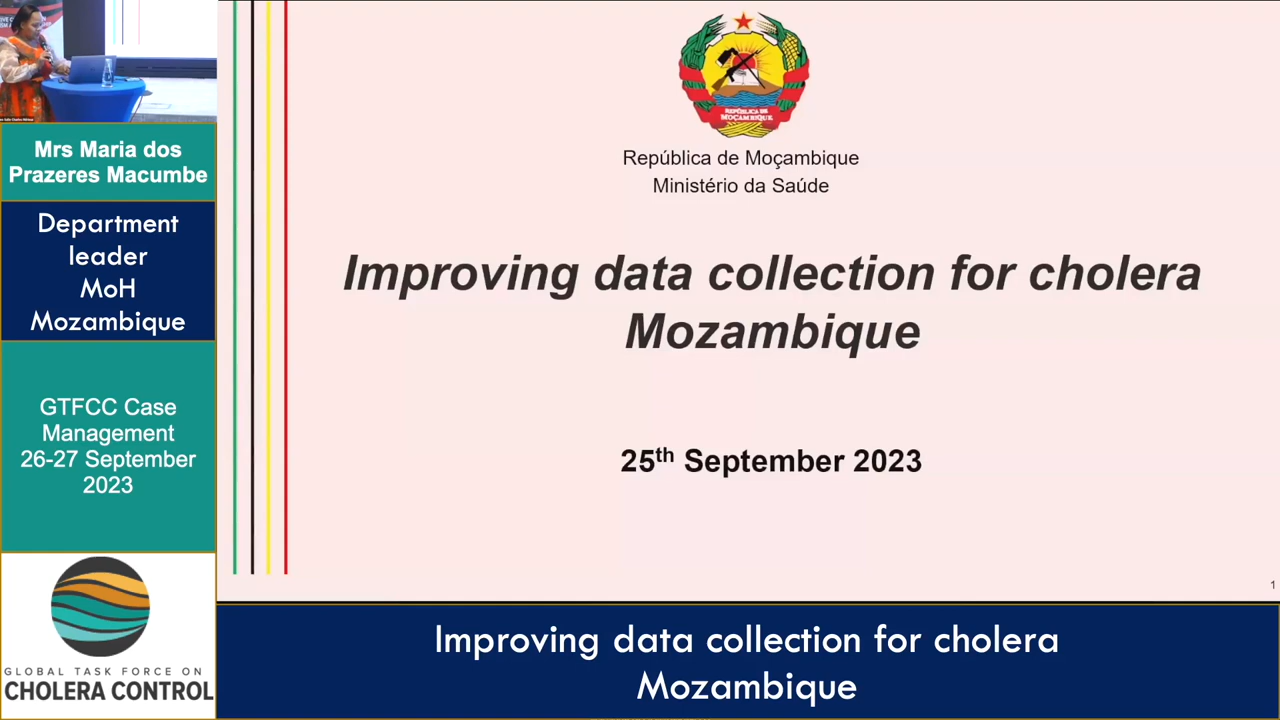 Mrs Maria dos
Prazeres Macumbe
Department
leader
MoH
Mozambique
GTFCC Case
Management
26-27 September
2023
GLOBAL TASK FORCE ON
CHOLERA CONTROL
REPÚBLICA DE
MOÇAMBIQUE
República de Moçambique
Ministério da Saúde
Improving data collection for cholera
Mozambique
25th September 2023
1
Improving data collection for cholera
Mozambique